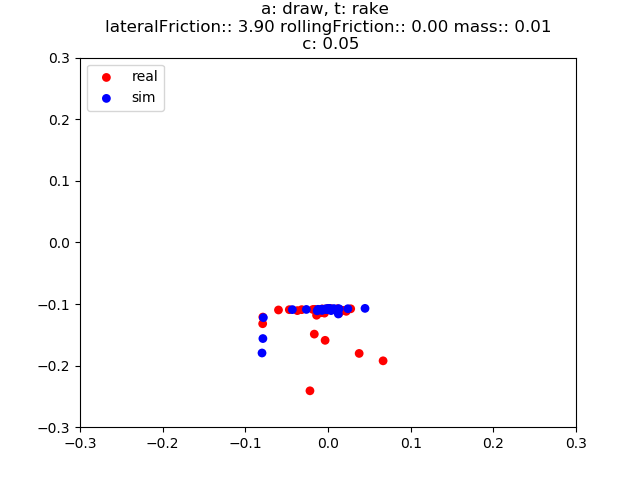 a: draw, t: rake
lateralFriction:: 3.90 rollingFriction:: 0.00 mass:: 0.01
c: 0.05
real
sim
0.3
0.2
0.1
0.0
−0.1
−0.2
−0.3
−0.3
−0.2
−0.1
0.0
0.1
0.2
0.3